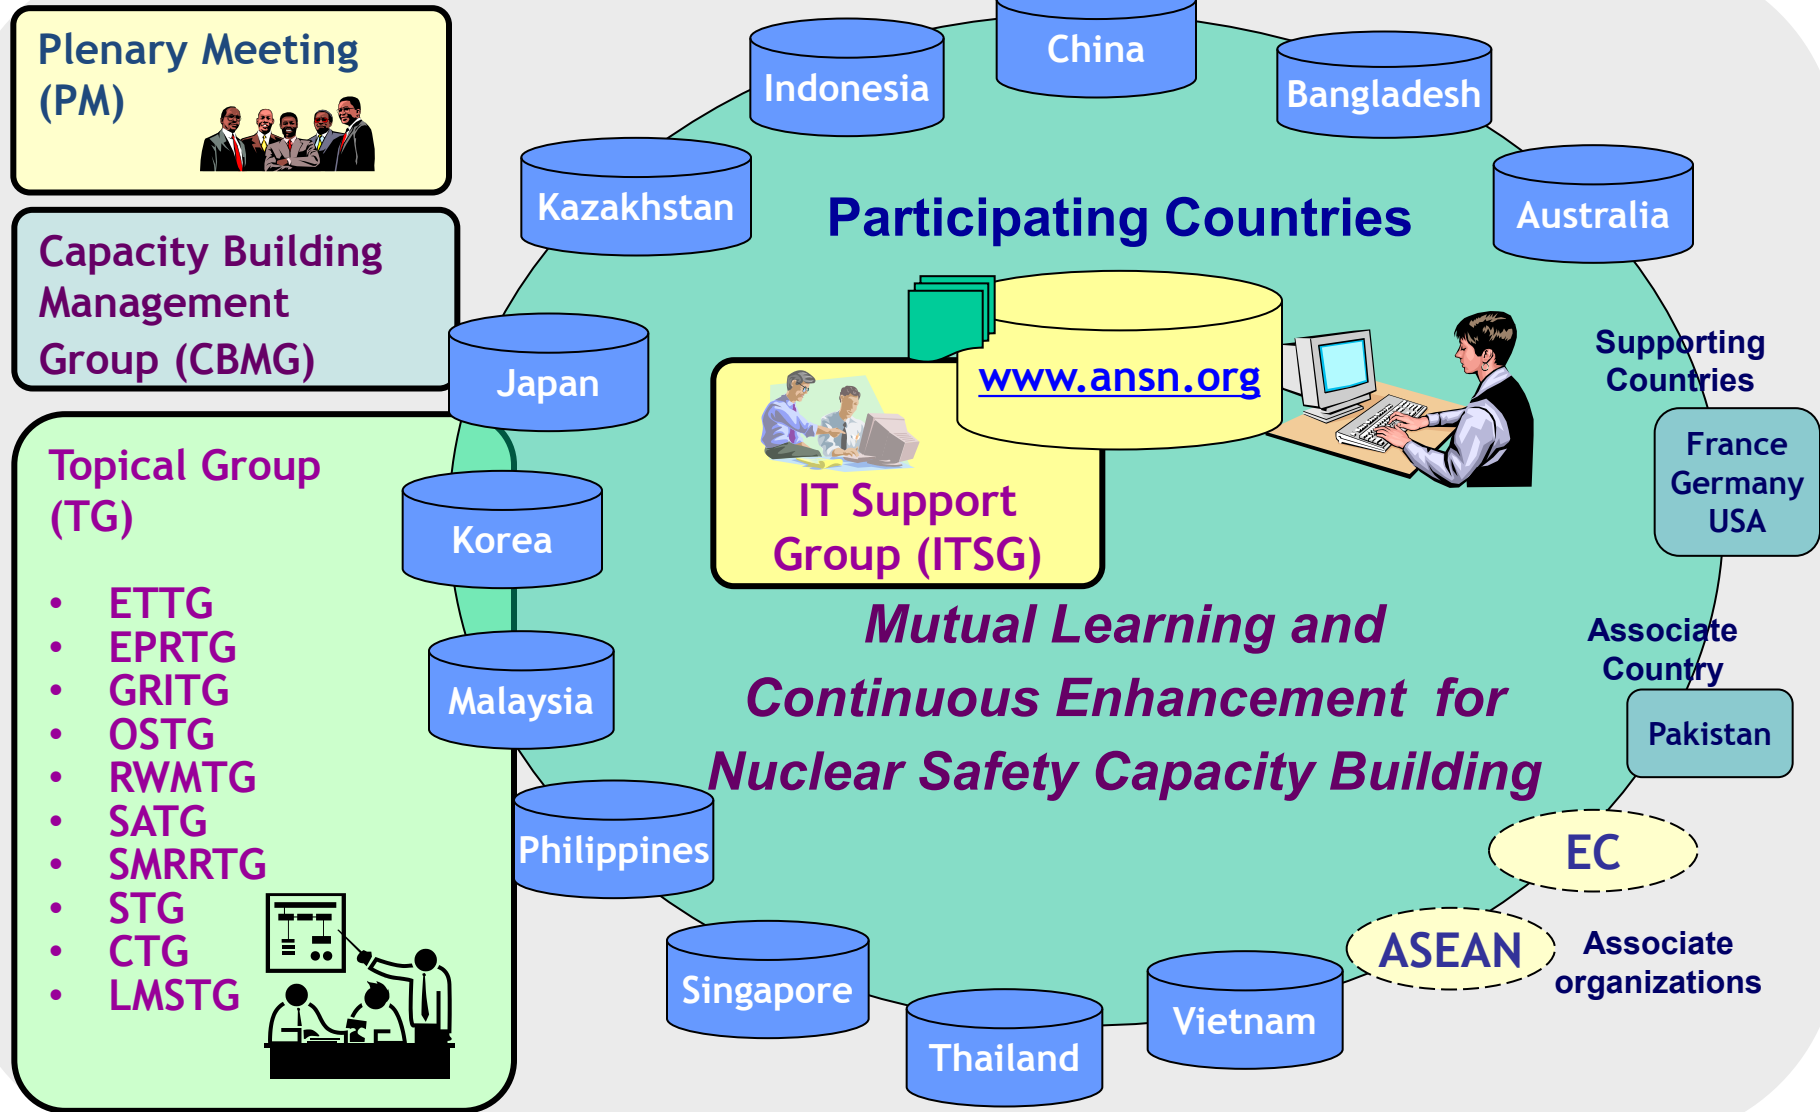 Plenary Meeting
(PM)
Capacity Building
Management
Group (CBMG)
Topical Group
(TG)
• ETTG
• EPRTG
• GRITG
• OSTG
• RWMTG
• SATG
• SMRRTG
• STG
• CTG
• LMSTG
China
Indonesia
Bangladesh
Kazakhstan
Australia
Japan
Korea
Malaysia
Philippines
Singapore
Thailand
Vietnam
Participating Countries
www.ansn.org
IT Support
Group (ITSG)
Mutual Learning and
Continuous Enhancement for
Nuclear Safety Capacity Building
Supporting
Countries
France
Germany
USA
Associate
Country
Pakistan
EC
ASEAN
Associate
organizations